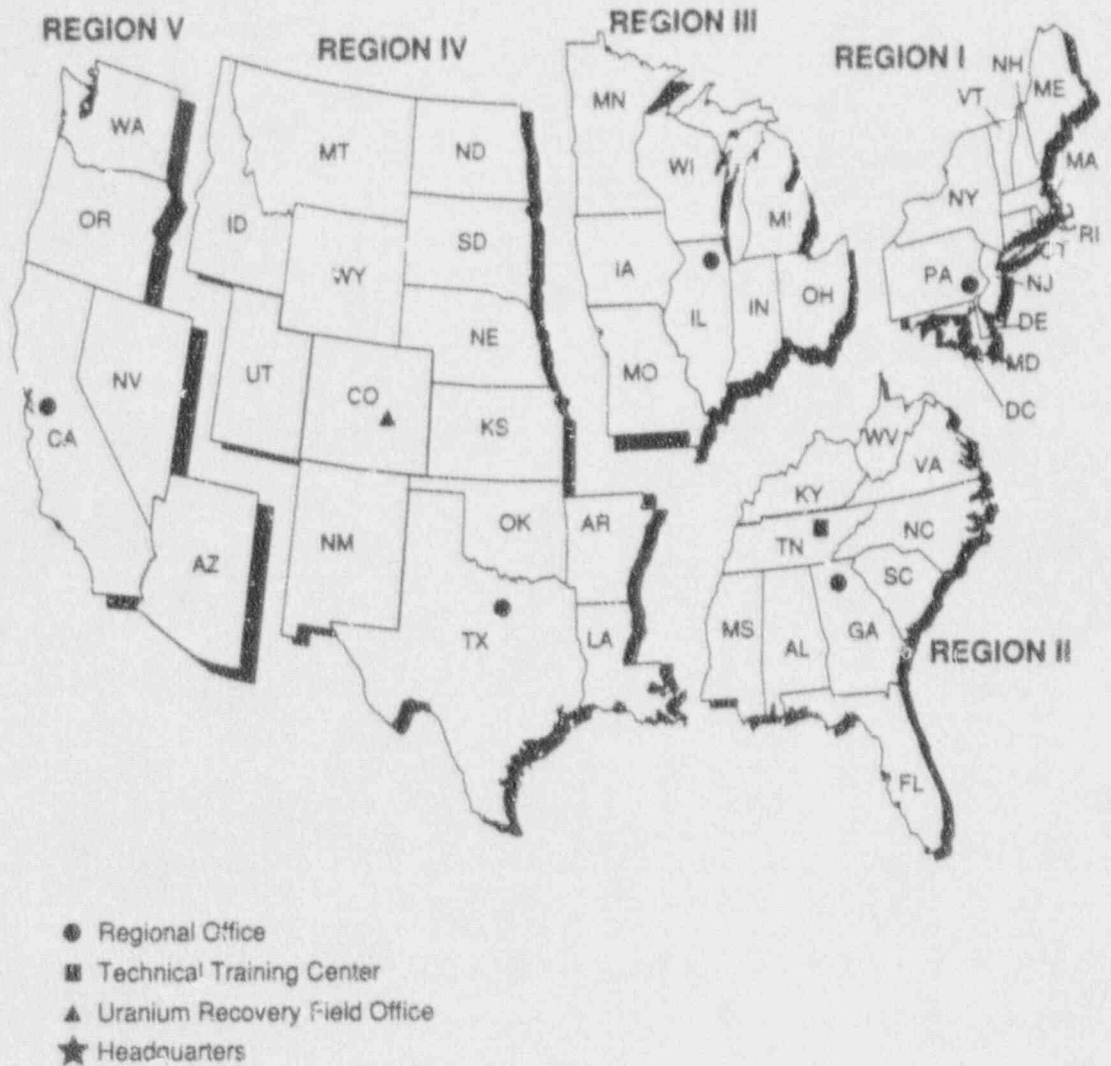 REGION V
REGION IV
REGION III
REGION I
WA
OR
CA
NV
AZ
MT
ND
ID
SD
WY
NE
UT
CO
KS
NM
OK
AR
TX
LA
MN
WI
MI
IA
IL
IN
OH
MO
NH
VT
ME
MA
NY
RI
CT
PA
NJ
DE
MD
DC
WV
VA
KY
NC
TN
SC
MS
AL
GA
REGION II
FL
Regional Office
Technical Training Center
Uranium Recovery Field Office
Headquarters